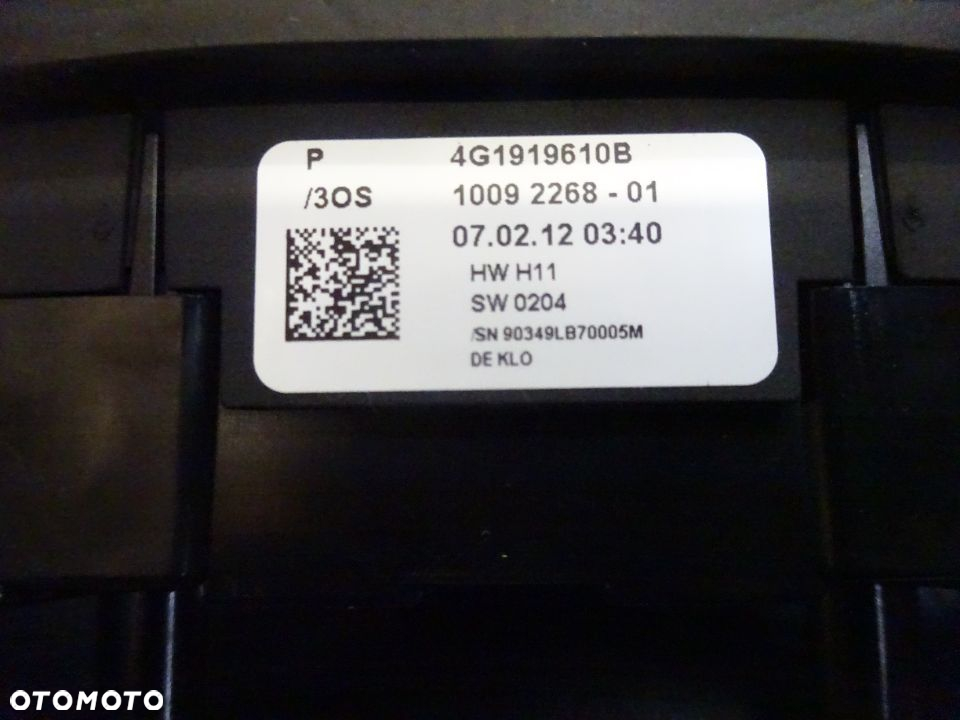 P 4G1919610B
/3OS 1009 2268 - 01
07.02.12 03:40
HW H11
SW 0204
/SN 90349LB70005M
DE KLO
OTOMOTO